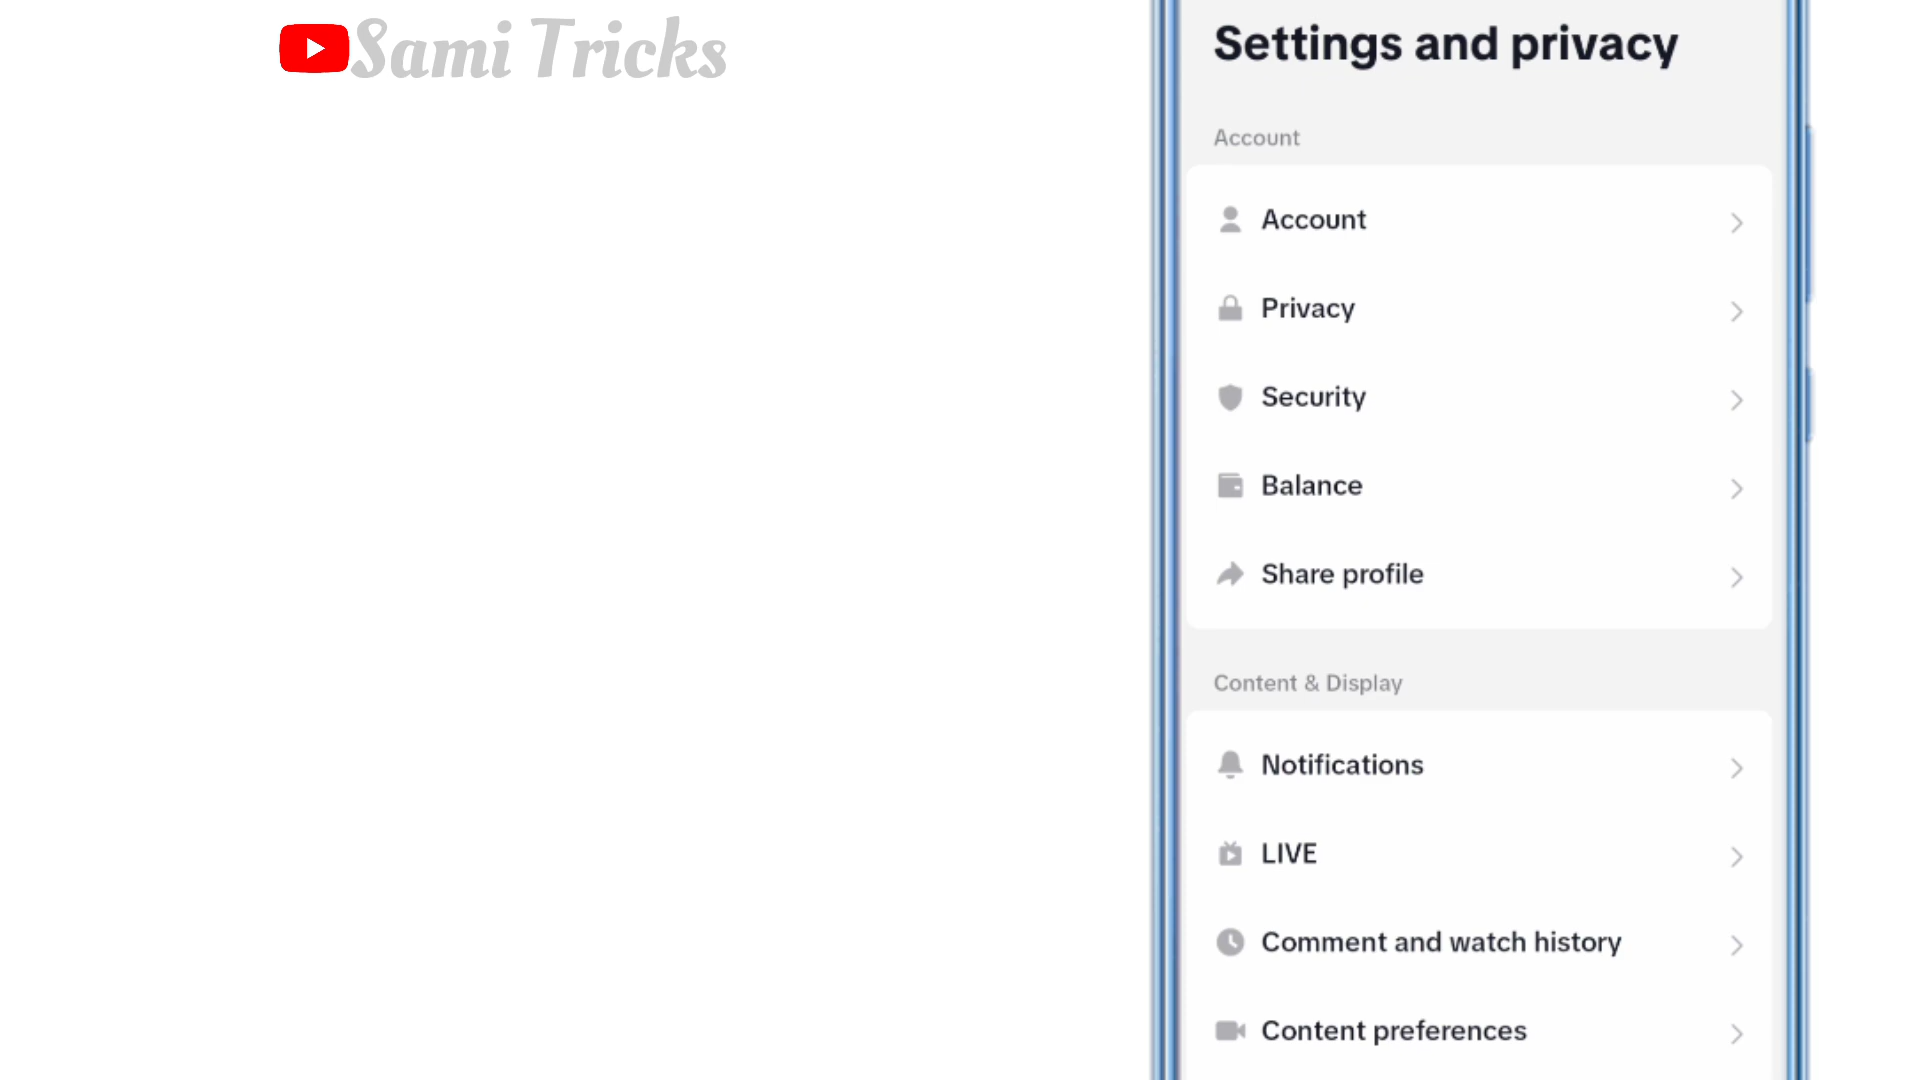 Sami Tricks
Settings and privacy
Account
Account
Privacy
Security
Balance
Share profile
Content & Display
Notifications
LIVE
Comment and watch history
Content preferences